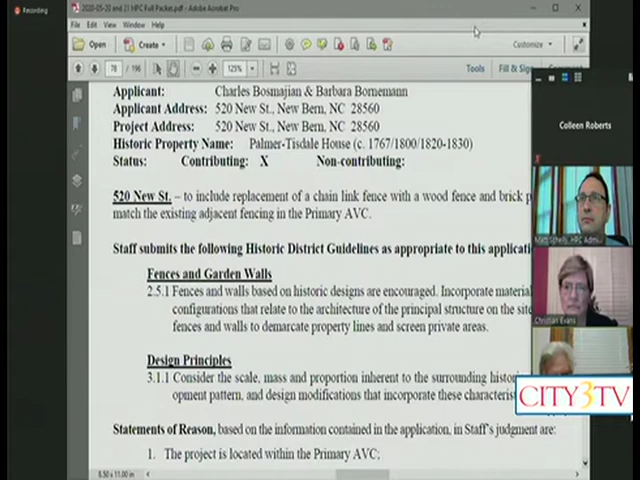 Recording
2020-05-20 and 21 HPC Full Packet.pdf - Adobe Acrobat Pro
File Edit View Window Help
Open Create Customize
78 / 196 125% Tools Fill & Sign
Applicant: Charles Bosmajian & Barbara Bornemann
Applicant Address: 520 New St., New Bern, NC 28560
Project Address: 520 New St., New Bern, NC 28560
Historic Property Name: Palmer-Tisdale House (c. 1767/1800/1820-1830)
Status: Contributing: X Non-contributing:
520 New St. – to include replacement of a chain link fence with a wood fence and brick p
match the existing adjacent fencing in the Primary AVC.
Staff submits the following Historic District Guidelines as appropriate to this applicati
Fences and Garden Walls
2.5.1 Fences and walls based on historic designs are encouraged. Incorporate material
configurations that relate to the architecture of the principal structure on the site
fences and walls to demarcate property lines and screen private areas.
Design Principles
3.1.1 Consider the scale, mass and proportion inherent to the surrounding histori
opment pattern, and design modifications that incorporate these characterist
Statements of Reason, based on the information contained in the application, in Staff's judgment are:
1. The project is located within the Primary AVC;
8.50 x 11.00 in
Colleen Roberts
Matt Schelly, HPC Admi
Christian Evans
CITY3TV